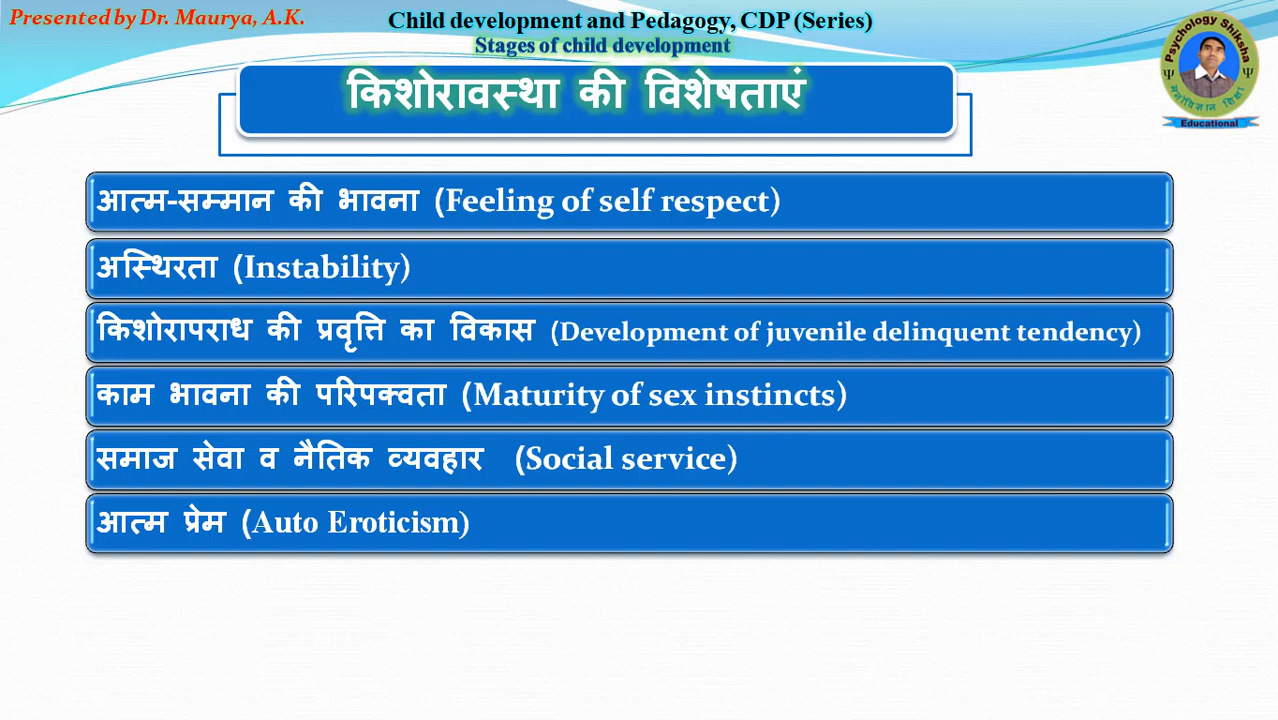 Presented by Dr. Maurya, A.K.
Child development and Pedagogy, CDP (Series)
Stages of child development
Psychology Shiksha
Ψ Ψ
मनोविज्ञान शिक्षा
Educational
किशोरावस्था की विशेषताएं
आत्म-सम्मान की भावना (Feeling of self respect)
अस्थिरता (Instability)
किशोरापराध की प्रवृत्ति का विकास (Development of juvenile delinquent tendency)
काम भावना की परिपक्वता (Maturity of sex instincts)
समाज सेवा व नैतिक व्यवहार (Social service)
आत्म प्रेम (Auto Eroticism)